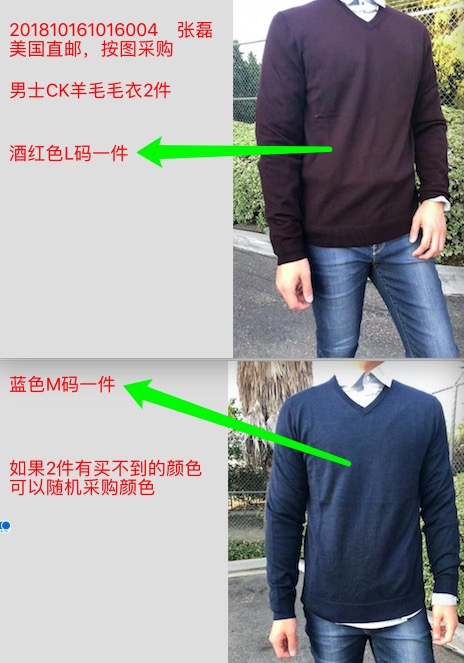 201810161016004 张磊
美国直邮，按图采购
男士CK羊毛毛衣2件
酒红色L码一件
蓝色M码一件
如果2件有买不到的颜色
可以随机采购颜色